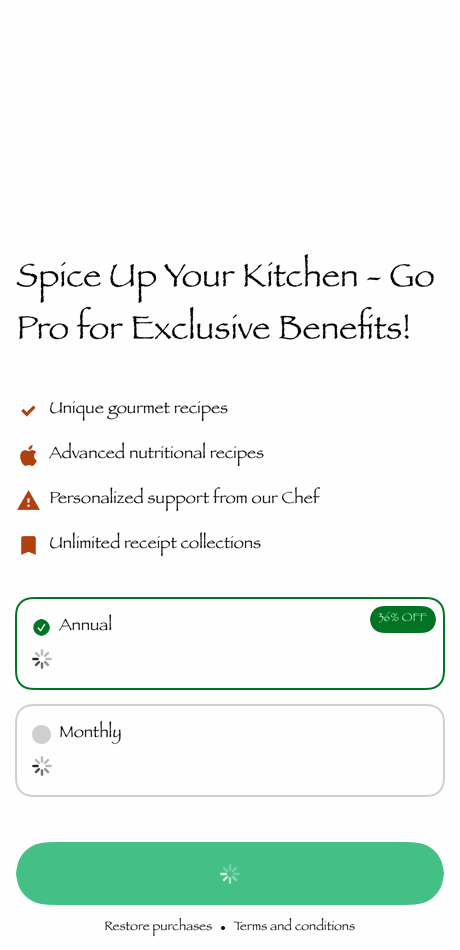 Spice Up Your Kitchen - Go
Pro for Exclusive Benefits!
Unique gourmet recipes
Advanced nutritional recipes
Personalized support from our Chef
Unlimited receipt collections
Annual
36% OFF
Monthly
Restore purchases • Terms and conditions